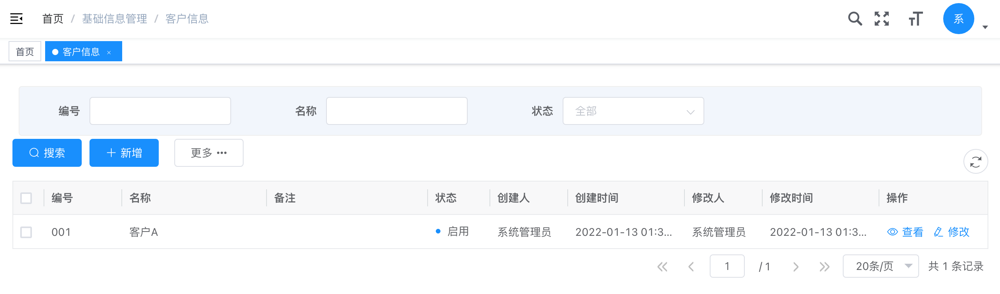 首页 / 基础信息管理 / 客户信息 系
首页 客户信息 ×
编号 名称 状态 全部
搜索 新增 更多 •••
编号 名称 备注 状态 创建人 创建时间 修改人 修改时间 操作
001 客户A 启用 系统管理员 2022-01-13 01:3... 系统管理员 2022-01-13 01:3... 查看 修改
1 / 1 20条/页 共 1 条记录